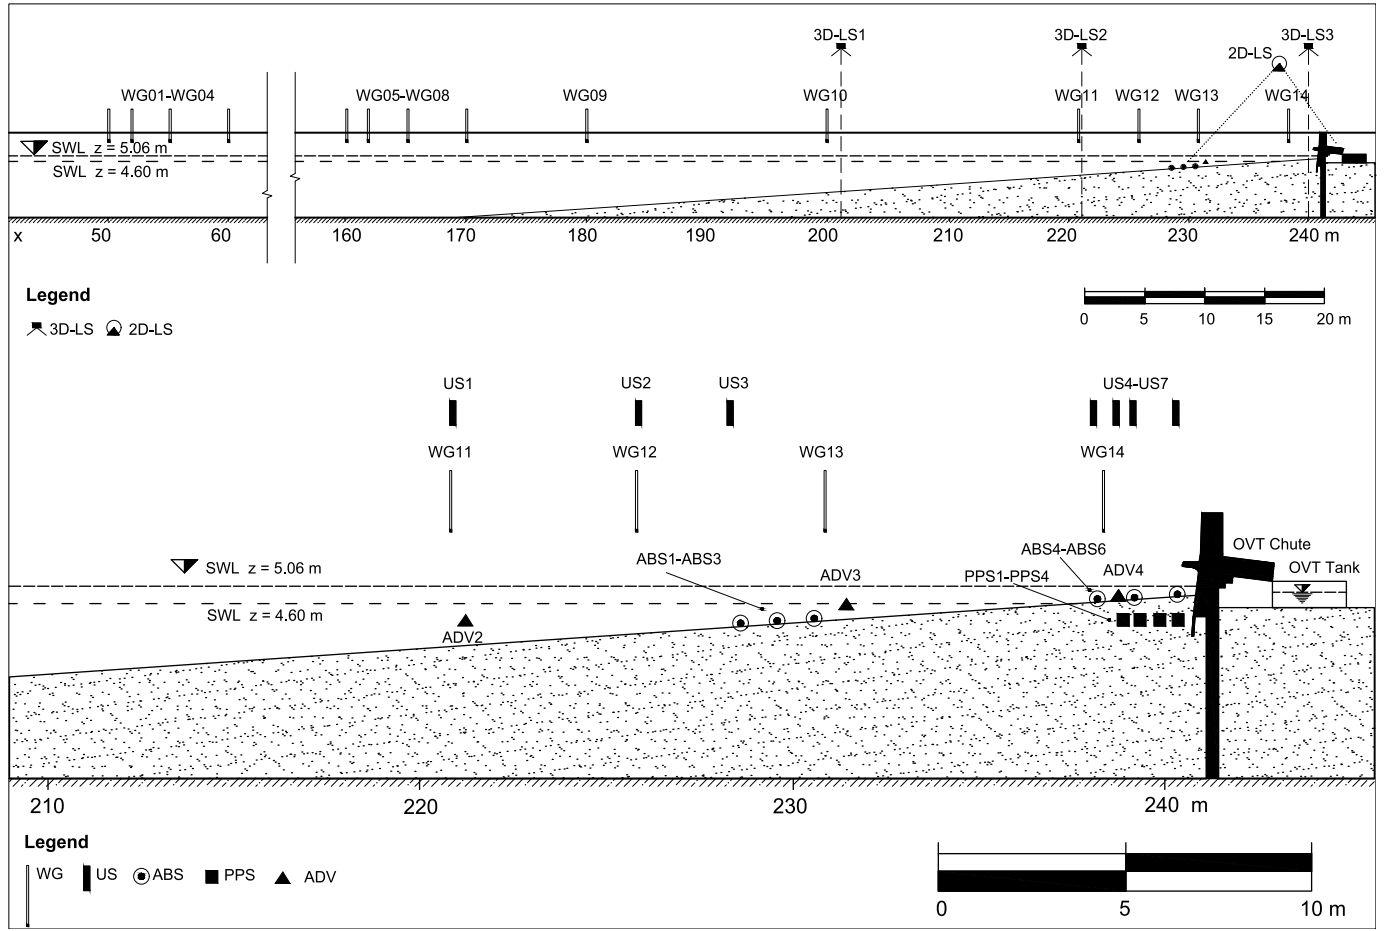 3D-LS1 3D-LS2 3D-LS3
2D-LS
WG01-WG04 WG05-WG08 WG09 WG10 WG11 WG12 WG13 WG14
SWL z = 5.06 m
SWL z = 4.60 m
x 50 60 160 170 180 190 200 210 220 230 240 m
Legend
3D-LS 2D-LS
0 5 10 15 20 m
US1 US2 US3 US4-US7
WG11 WG12 WG13 WG14
OVT Chute
ABS4-ABS6
ABS1-ABS3
SWL z = 5.06 m
OVT Tank
ADV3 PPS1-PPS4 ADV4
SWL z = 4.60 m
ADV2
210 220 230 240 m
Legend
WG US ABS PPS ADV
0 5 10 m